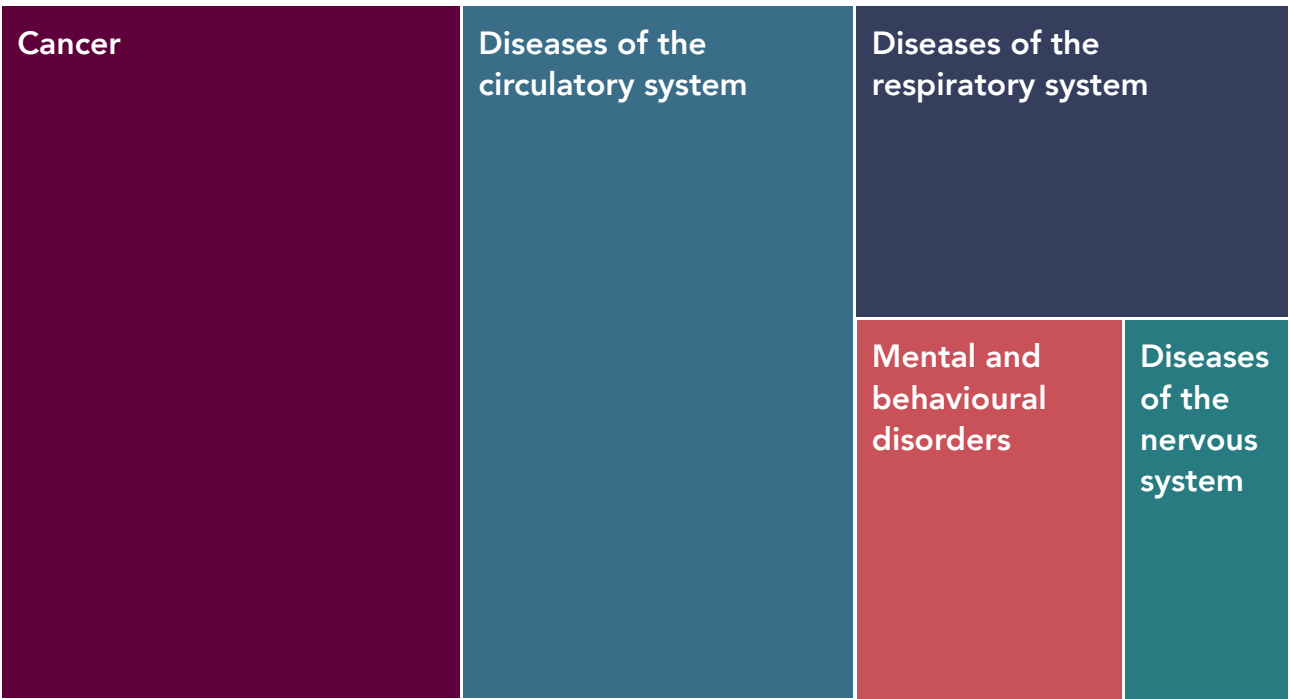 Cancer
Diseases of the
circulatory system
Diseases of the
respiratory system
Mental and
behavioural
disorders
Diseases
of the
nervous
system